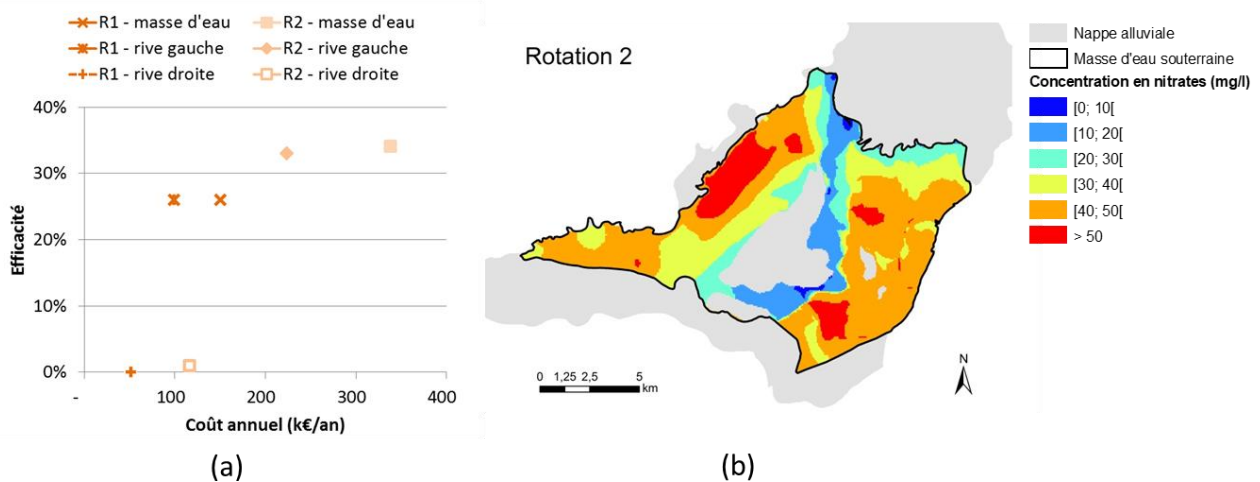 R1 - masse d'eau
R2 - masse d'eau
R1 - rive gauche
R2 - rive gauche
R1 - rive droite
R2 - rive droite
40%
30%
20%
10%
0%
Efficacité
-
100
200
300
400
Coût annuel (k€/an)
(a)
Rotation 2
0 1,25 2,5 5
km
N
(b)
Nappe alluviale
Masse d'eau souterraine
Concentration en nitrates (mg/l)
[0; 10[
[10; 20[
[20; 30[
[30; 40[
[40; 50[
> 50